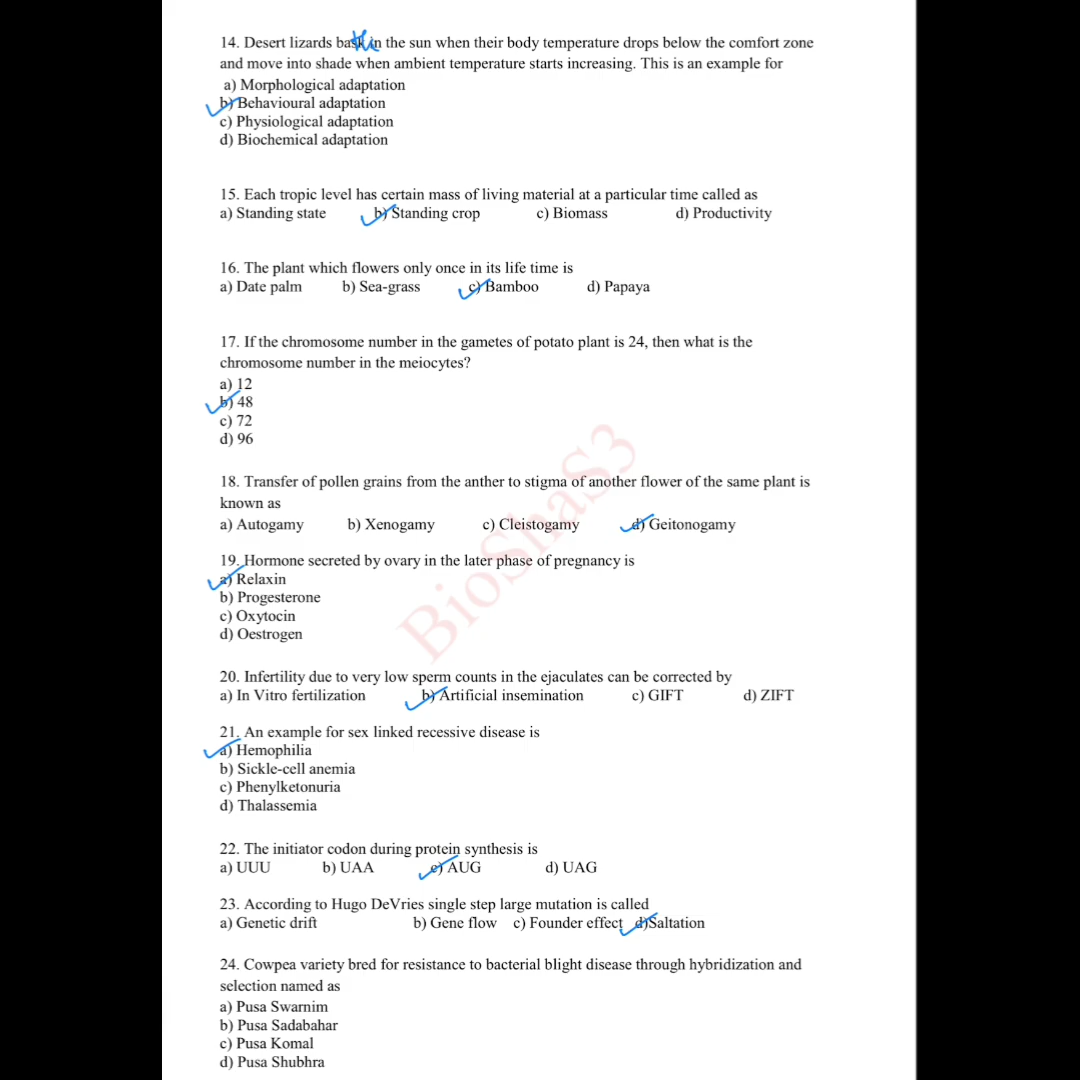 14. Desert lizards bask in the sun when their body temperature drops below the comfort zone
and move into shade when ambient temperature starts increasing. This is an example for
a) Morphological adaptation
b) Behavioural adaptation
c) Physiological adaptation
d) Biochemical adaptation
15. Each tropic level has certain mass of living material at a particular time called as
a) Standing state b) Standing crop c) Biomass d) Productivity
16. The plant which flowers only once in its life time is
a) Date palm b) Sea-grass c) Bamboo d) Papaya
17. If the chromosome number in the gametes of potato plant is 24, then what is the
chromosome number in the meiocytes?
a) 12
b) 48
c) 72
d) 96
18. Transfer of pollen grains from the anther to stigma of another flower of the same plant is
known as
a) Autogamy b) Xenogamy c) Cleistogamy d) Geitonogamy
19. Hormone secreted by ovary in the later phase of pregnancy is
a) Relaxin
b) Progesterone
c) Oxytocin
d) Oestrogen
20. Infertility due to very low sperm counts in the ejaculates can be corrected by
a) In Vitro fertilization b) Artificial insemination c) GIFT d) ZIFT
21. An example for sex linked recessive disease is
a) Hemophilia
b) Sickle-cell anemia
c) Phenylketonuria
d) Thalassemia
22. The initiator codon during protein synthesis is
a) UUU b) UAA c) AUG d) UAG
23. According to Hugo DeVries single step large mutation is called
a) Genetic drift b) Gene flow c) Founder effect d)Saltation
24. Cowpea variety bred for resistance to bacterial blight disease through hybridization and
selection named as
a) Pusa Swarnim
b) Pusa Sadabahar
c) Pusa Komal
d) Pusa Shubhra
BioShaS3